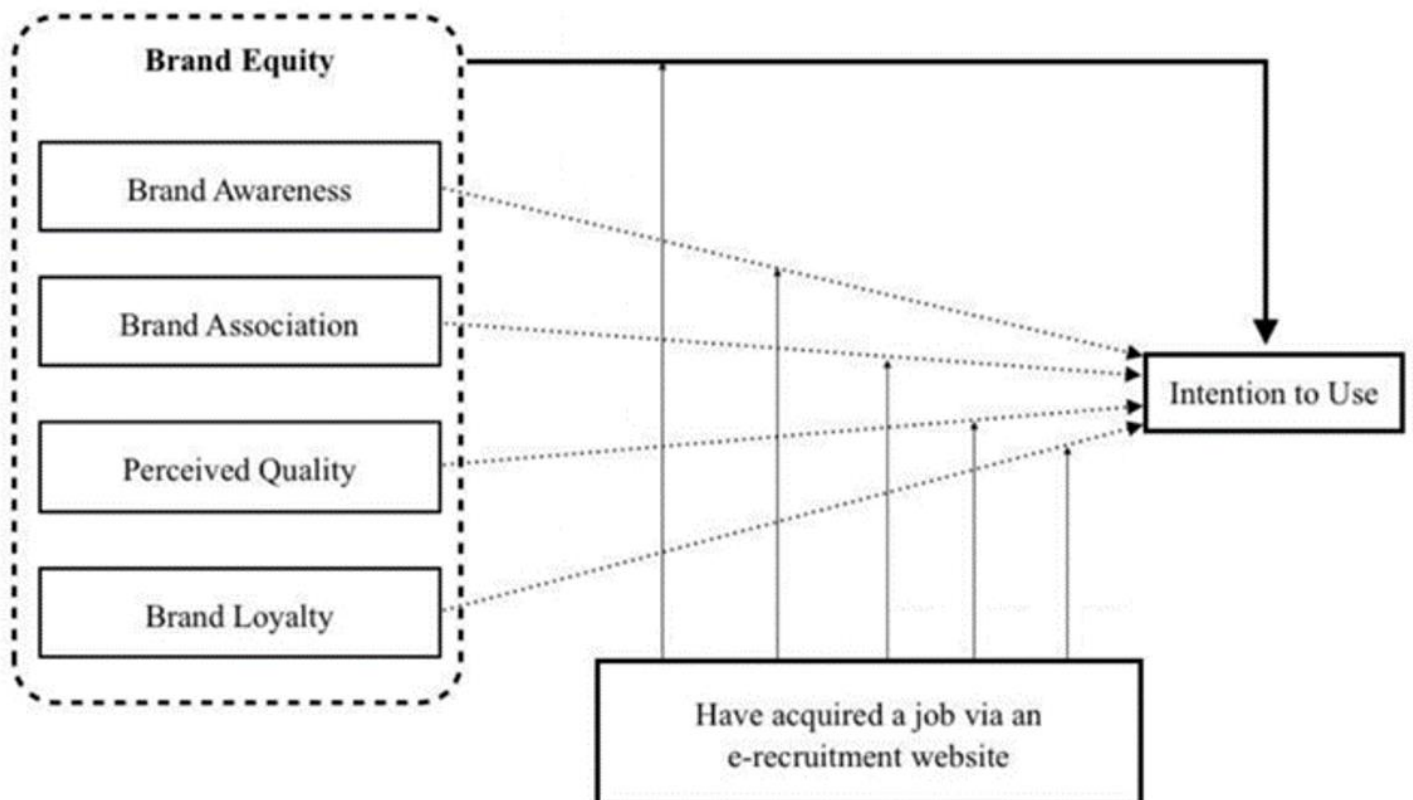 Brand Equity
Brand Awareness
Brand Association
Perceived Quality
Brand Loyalty
Intention to Use
Have acquired a job via an
e-recruitment website